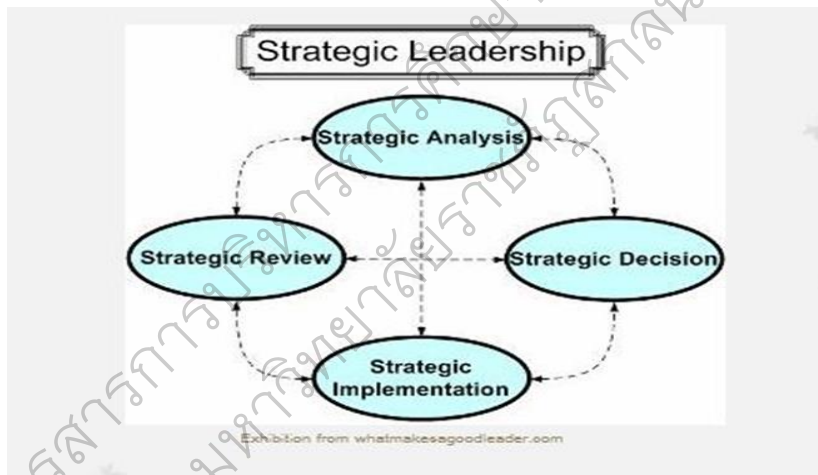 Strategic Leadership
Strategic Analysis
Strategic Review
Strategic Decision
Strategic
Implementation
Exhibition from whatmakesagoodleader.com